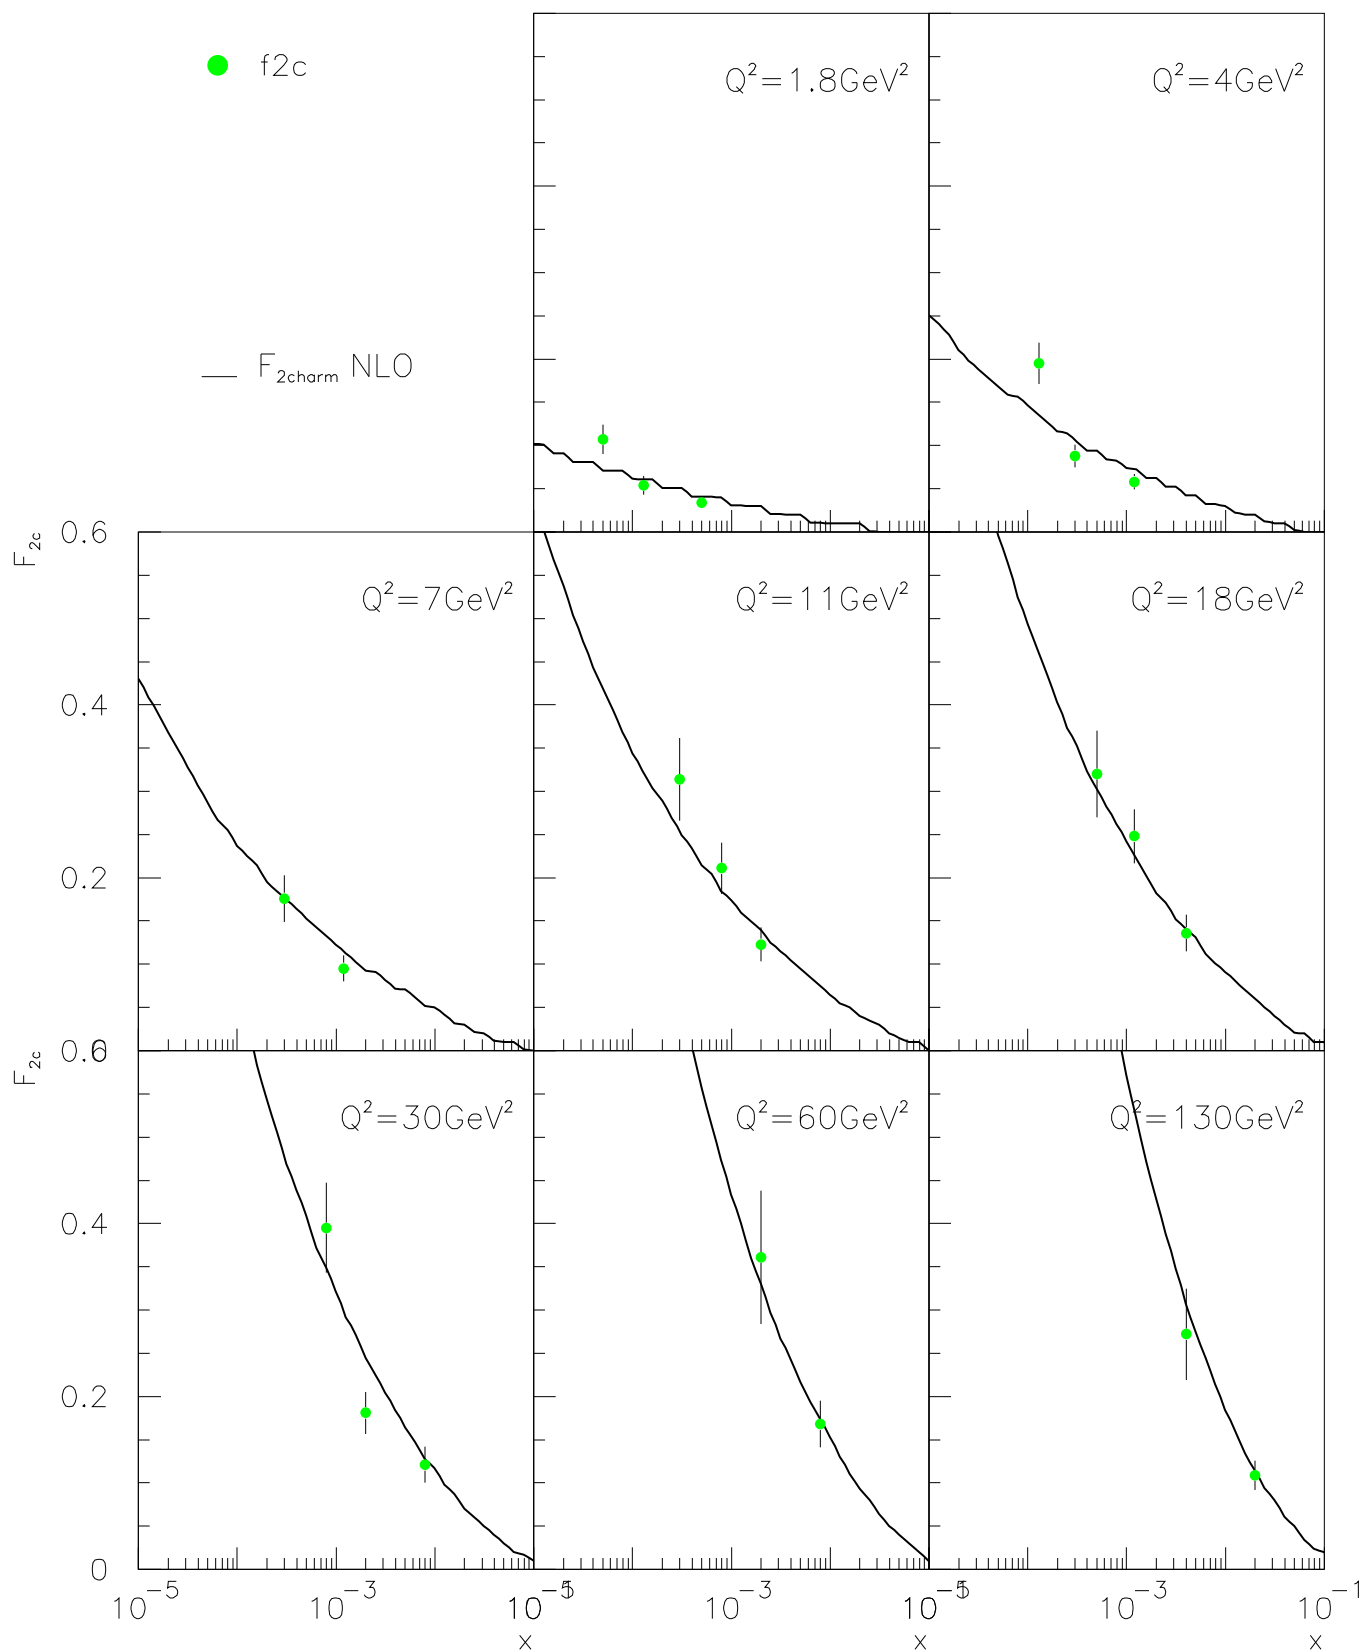 f2c
Q²=1.8GeV²
Q²=4GeV²
F₂charm NLO
F₂c
0.6
Q²=7GeV²
Q²=11GeV²
Q²=18GeV²
0.4
0.2
F₂c
0.6
Q²=30GeV²
Q²=60GeV²
Q²=130GeV²
0.4
0.2
0
10⁻⁵ 10⁻³ 10⁻⁵ 10⁻³ 10⁻⁵ 10⁻³ 10⁻¹
x x x